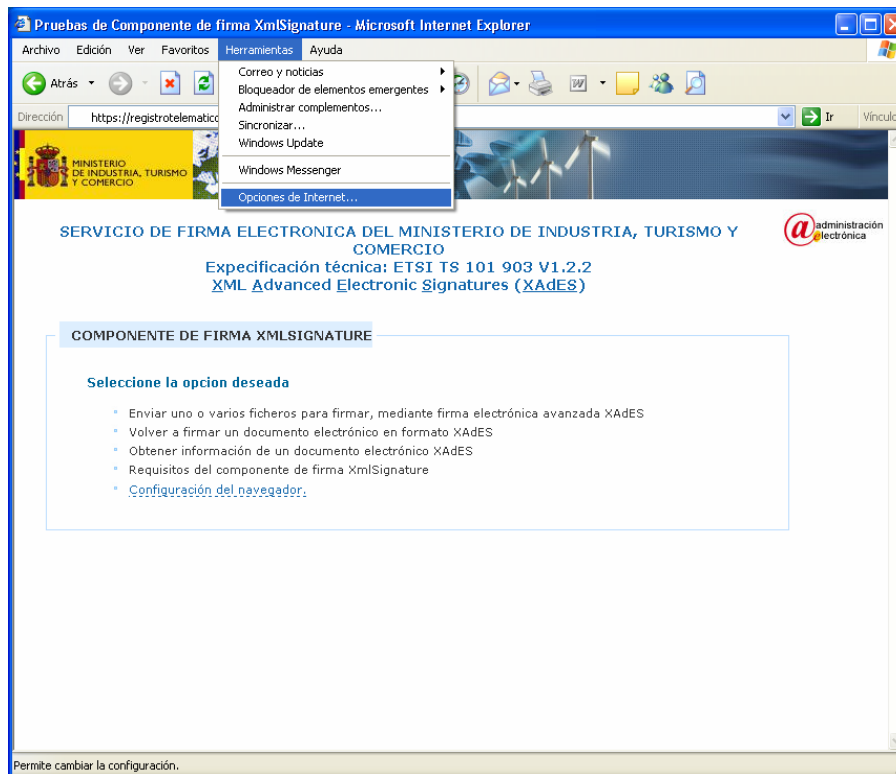 Pruebas de Componente de firma XmlSignature - Microsoft Internet Explorer
Archivo Edición Ver Favoritos Herramientas Ayuda
Atrás
Correo y noticias
Bloqueador de elementos emergentes
Administrar complementos...
Sincronizar...
Windows Update
Windows Messenger
Opciones de Internet...
Dirección https://registrotelematico Ir Vínculo
MINISTERIO
DE INDUSTRIA, TURISMO
Y COMERCIO
SERVICIO DE FIRMA ELECTRONICA DEL MINISTERIO DE INDUSTRIA, TURISMO Y
COMERCIO
Expecificación técnica: ETSI TS 101 903 V1.2.2
XML Advanced Electronic Signatures (XAdES)
administración
electrónica
COMPONENTE DE FIRMA XMLSIGNATURE
Seleccione la opcion deseada
Enviar uno o varios ficheros para firmar, mediante firma electrónica avanzada XAdES
Volver a firmar un documento electrónico en formato XAdES
Obtener información de un documento electrónico XAdES
Requisitos del componente de firma XmlSignature
Configuración del navegador.
Permite cambiar la configuración.